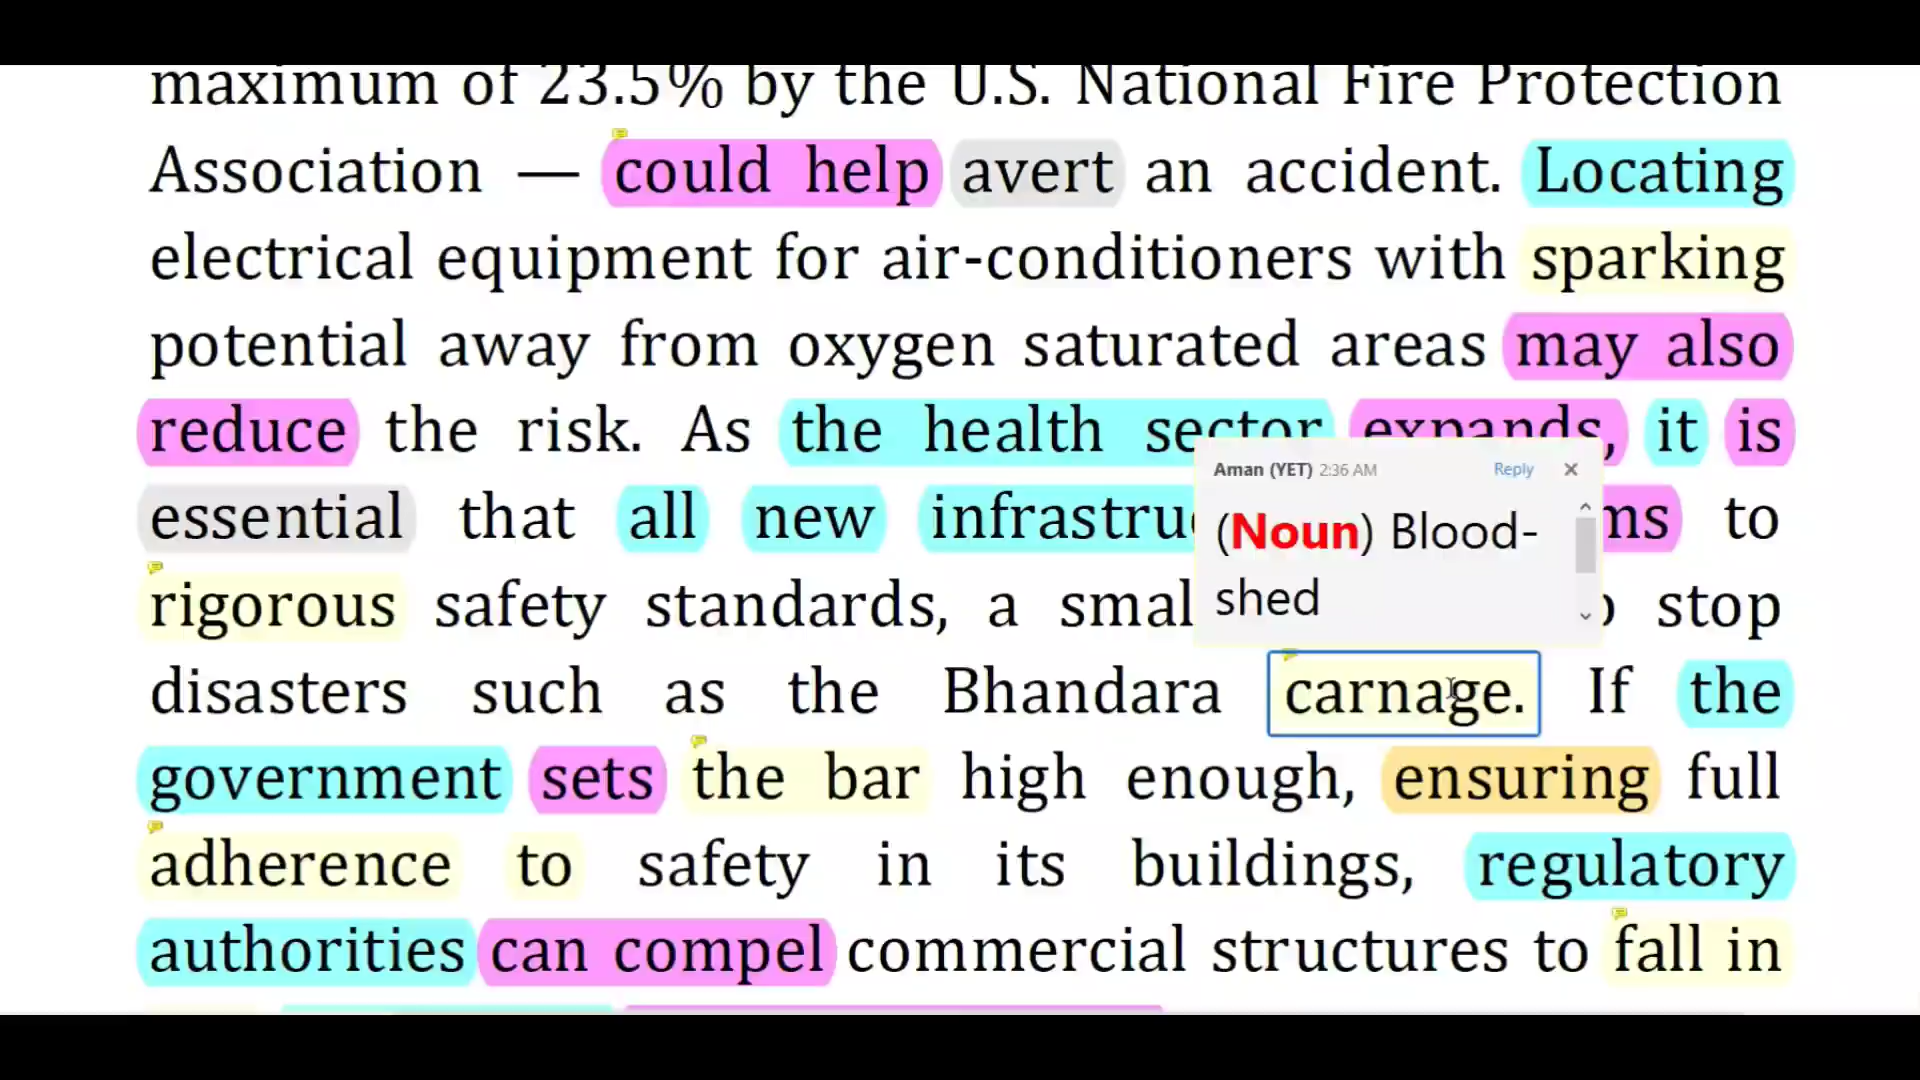 maximum of 23.5% by the U.S. National Fire Protection
Association — could help avert an accident. Locating
electrical equipment for air-conditioners with sparking
potential away from oxygen saturated areas may also
reduce the risk. As the health sector expands, it is
Aman (YET) 2:36 AM Reply
(Noun) Blood-
shed
essential that all new infrastruc ms to
rigorous safety standards, a smal o stop
disasters such as the Bhandara carnage. If the
government sets the bar high enough, ensuring full
adherence to safety in its buildings, regulatory
authorities can compel commercial structures to fall in